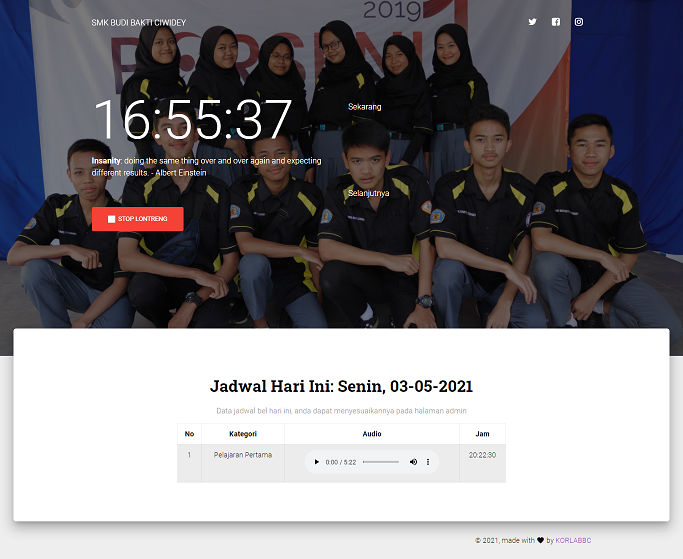 2019
SMK BUDI BAKTI CIWIDEY
16:55:37
Sekarang
Insanity: doing the same thing over and over again and expecting
different results. - Albert Einstein
Selanjutnya
STOP LONTRENG
Jadwal Hari Ini: Senin, 03-05-2021
Data jadwal bel hari ini, anda dapat menyesuaikannya pada halaman admin
No Kategori Audio Jam
1 Pelajaran Pertama 0:00 / 5:22 20:22:30
© 2021, made with by KORLABBC